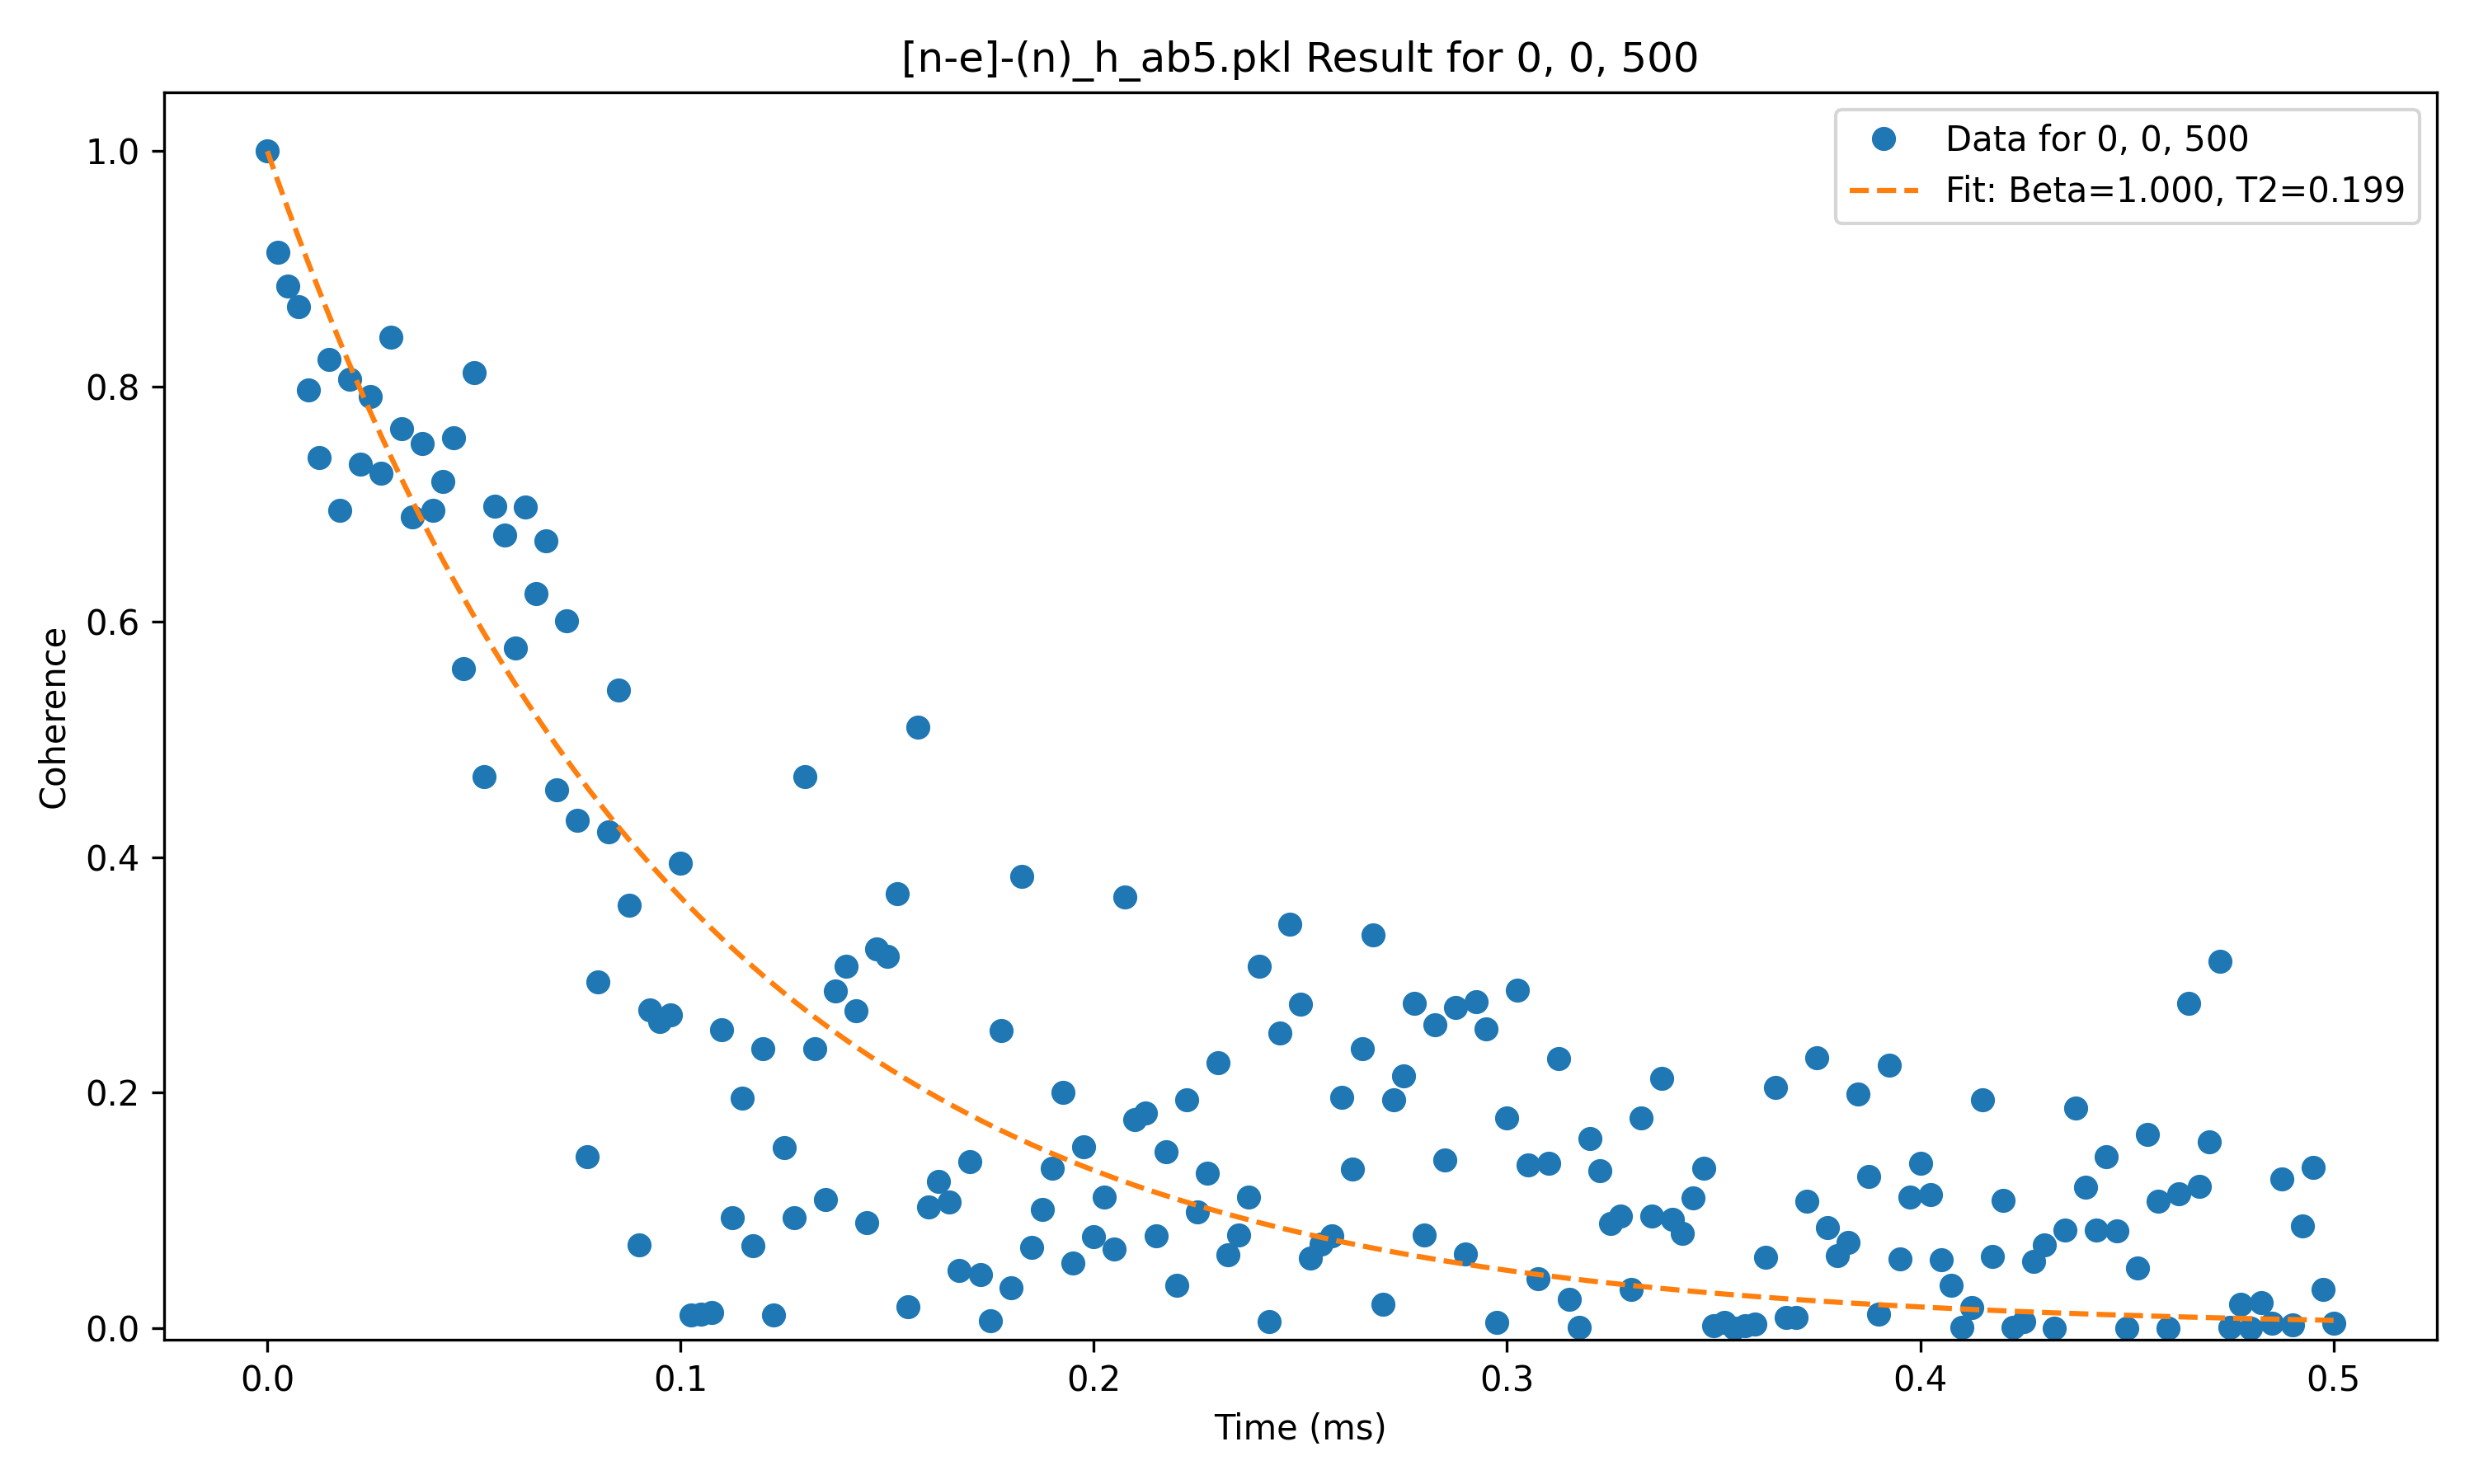 [n-e]-(n)_h_ab5.pkl Result for 0, 0, 500
Data for 0, 0, 500
Fit: Beta=1.000, T2=0.199
Coherence
1.0
0.8
0.6
0.4
0.2
0.0
0.0 0.1 0.2 0.3 0.4 0.5
Time (ms)